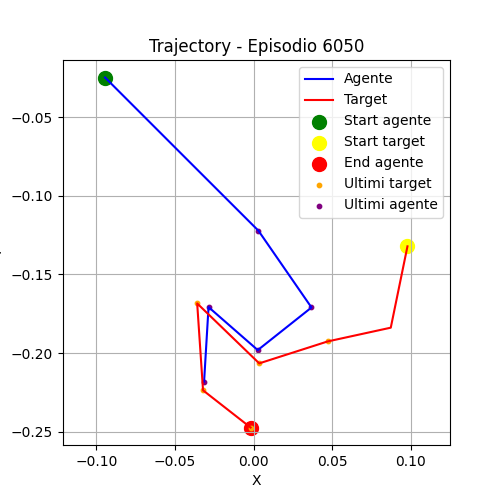 Trajectory - Episodio 6050
Agente
Target
Start agente
Start target
End agente
Ultimi target
Ultimi agente
−0.05
−0.10
−0.15
−0.20
−0.25
−0.10
−0.05
0.00
0.05
0.10
X